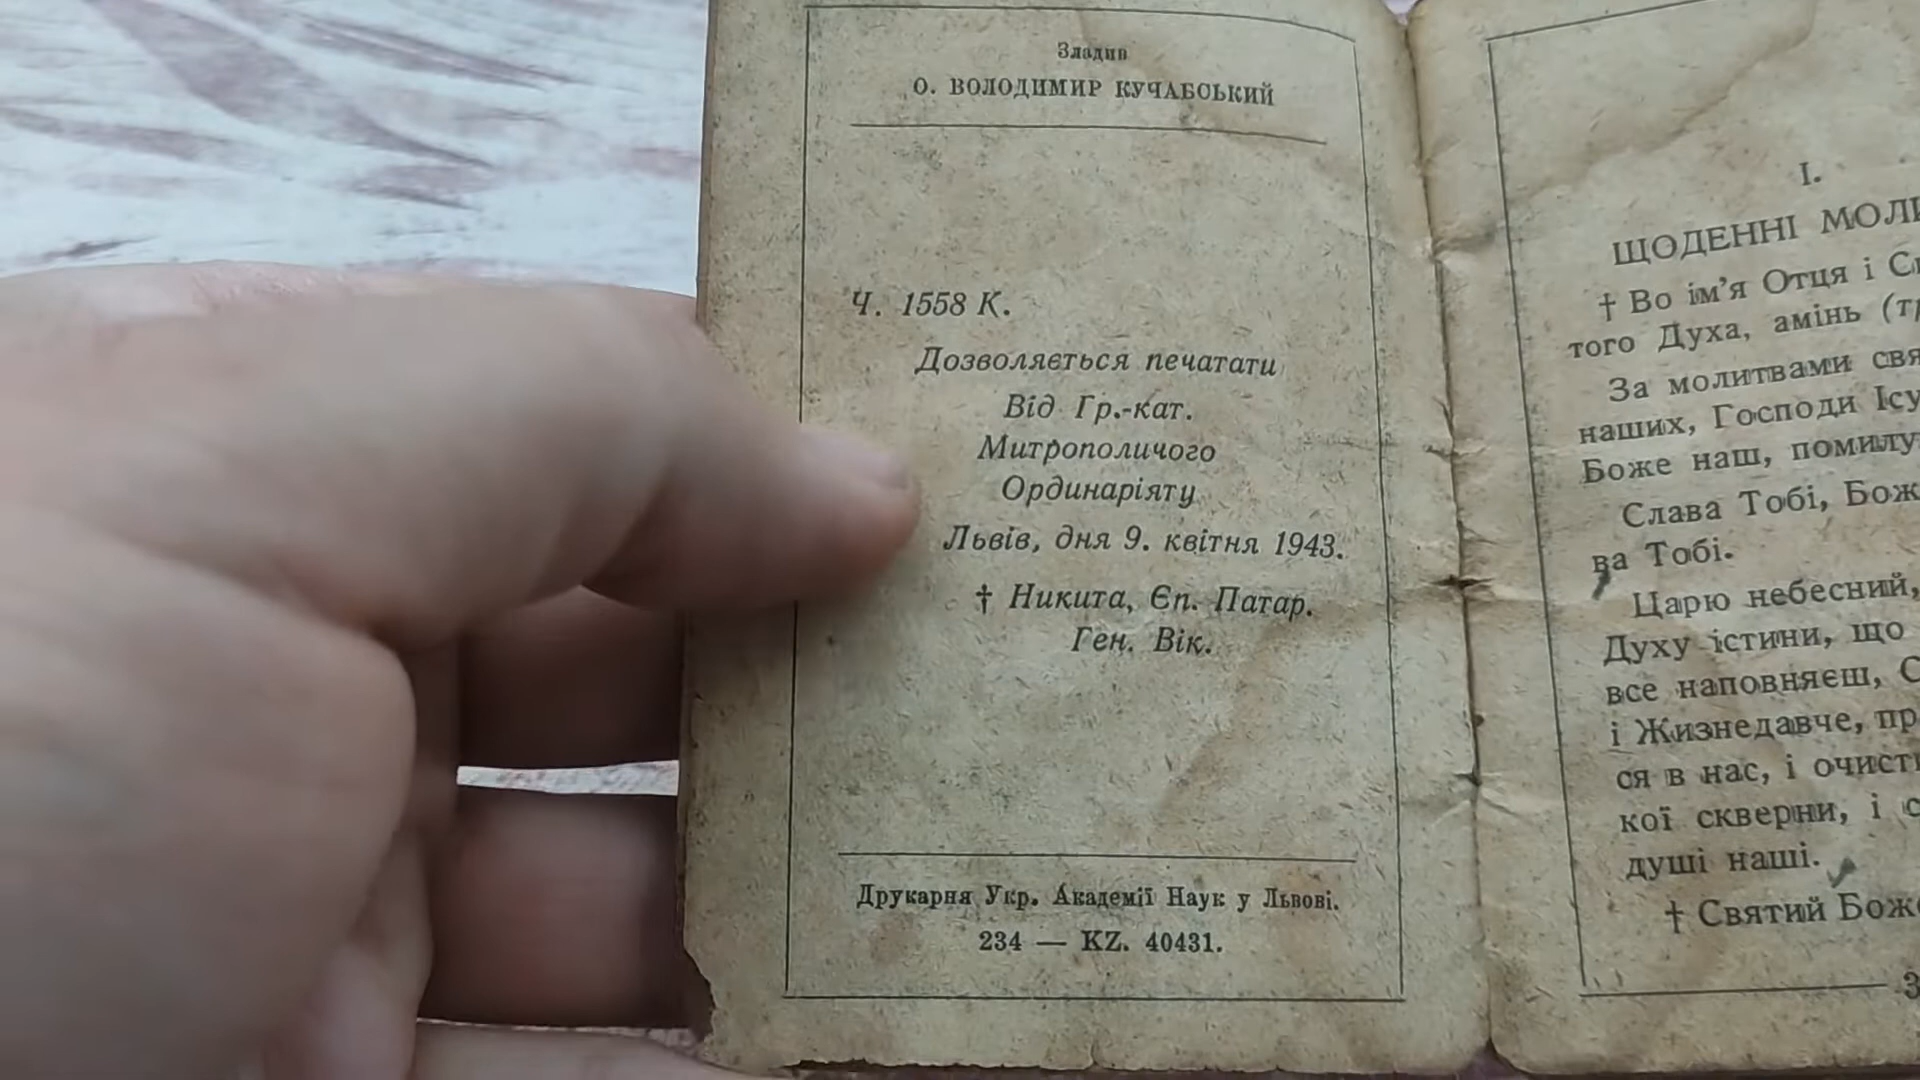 Зладив
О. ВОЛОДИМИР КУЧАБСЬКИЙ
Ч. 1558 К.
Дозволяється печатати
Від Гр.-кат.
Митрополичого
Ординаріяту
Львів, дня 9. квітня 1943.
† Никита, Єп. Патар.
Ген. Вік.
Друкарня Укр. Академії Наук у Львові.
234 — KZ. 40431.
I.
ЩОДЕННІ
† Во ім’я Отця і
того Духа, амінь
За молитвами
наших, Господи
Боже наш,
Слава Тобі,
ва Тобі.
Царю небесний,
Духу істини, що
все наповняєш,
і Жизнедавче,
ся в нас, і
кої скверни, і
душі наші.
† Святий
3